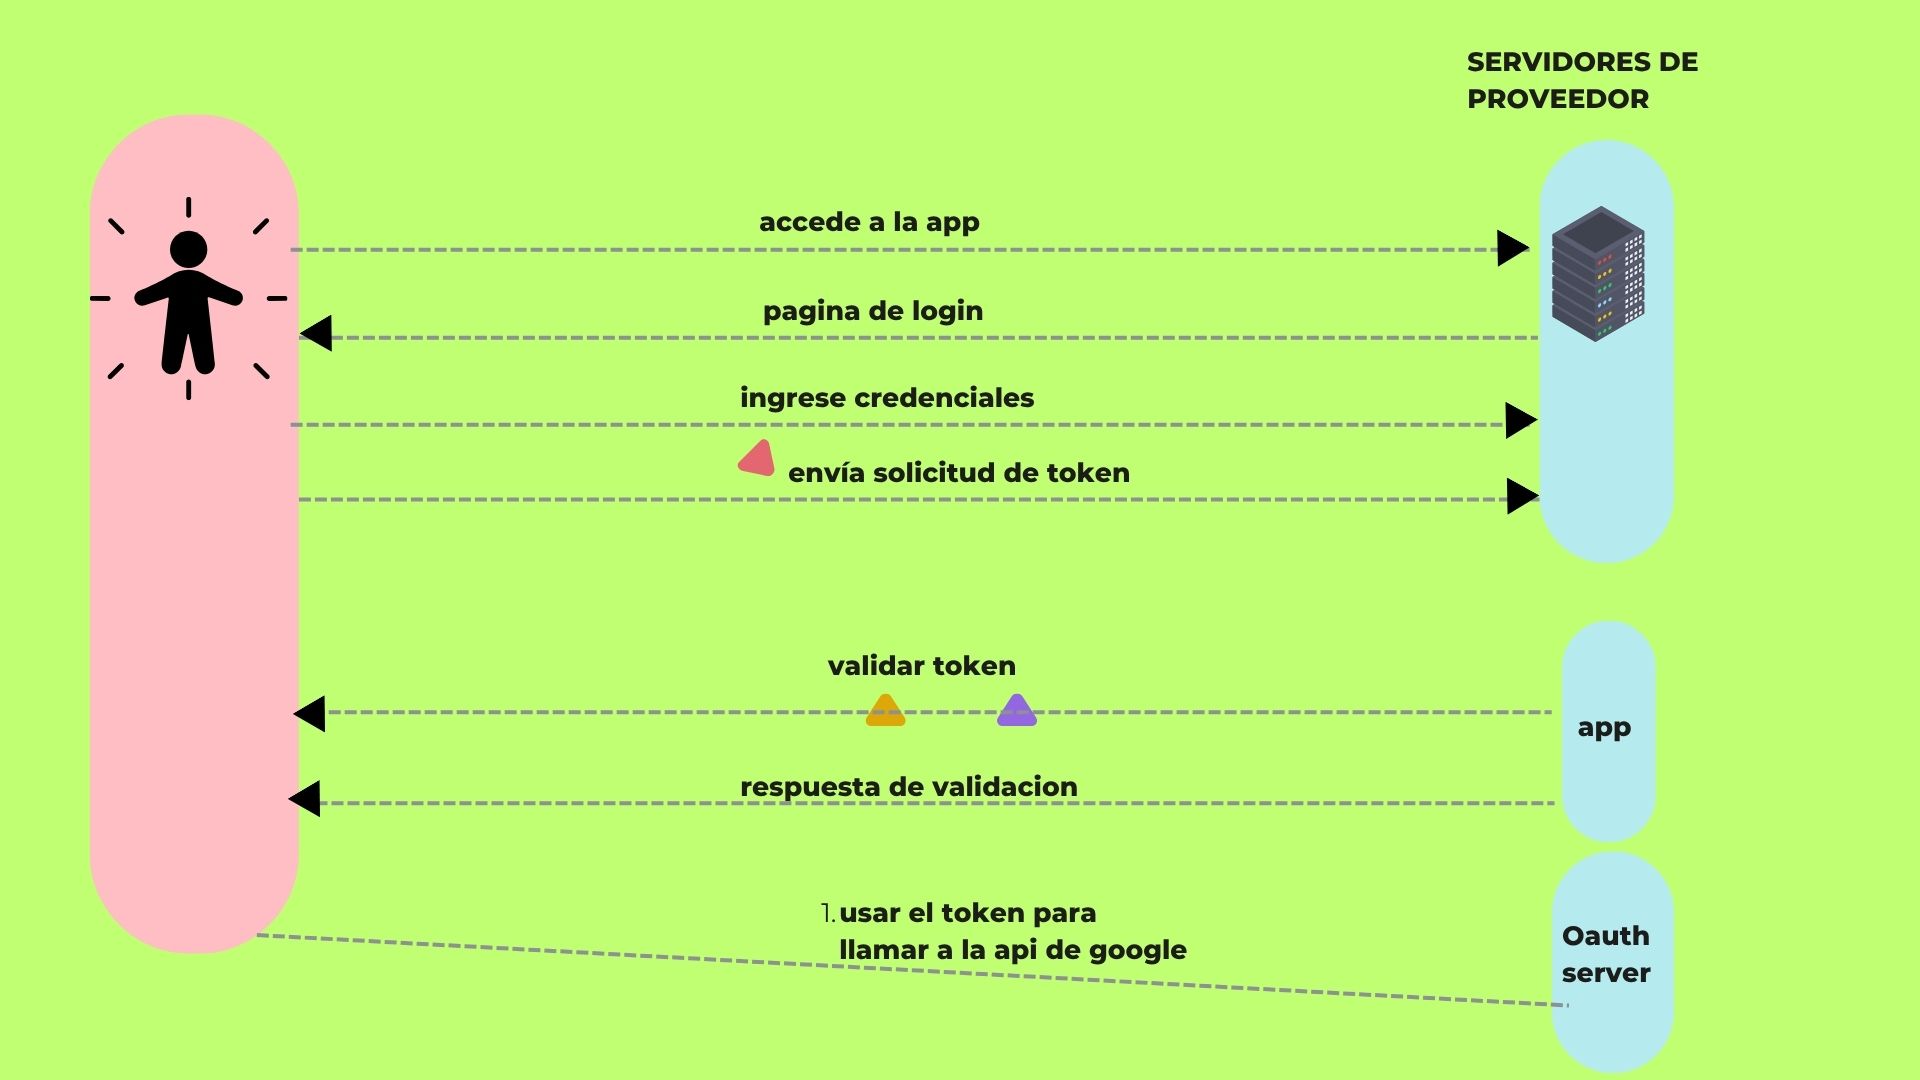 SERVIDORES DE
PROVEEDOR
accede a la app
pagina de login
ingrese credenciales
envía solicitud de token
validar token
app
respuesta de validacion
1. usar el token para
llamar a la api de google
Oauth
server